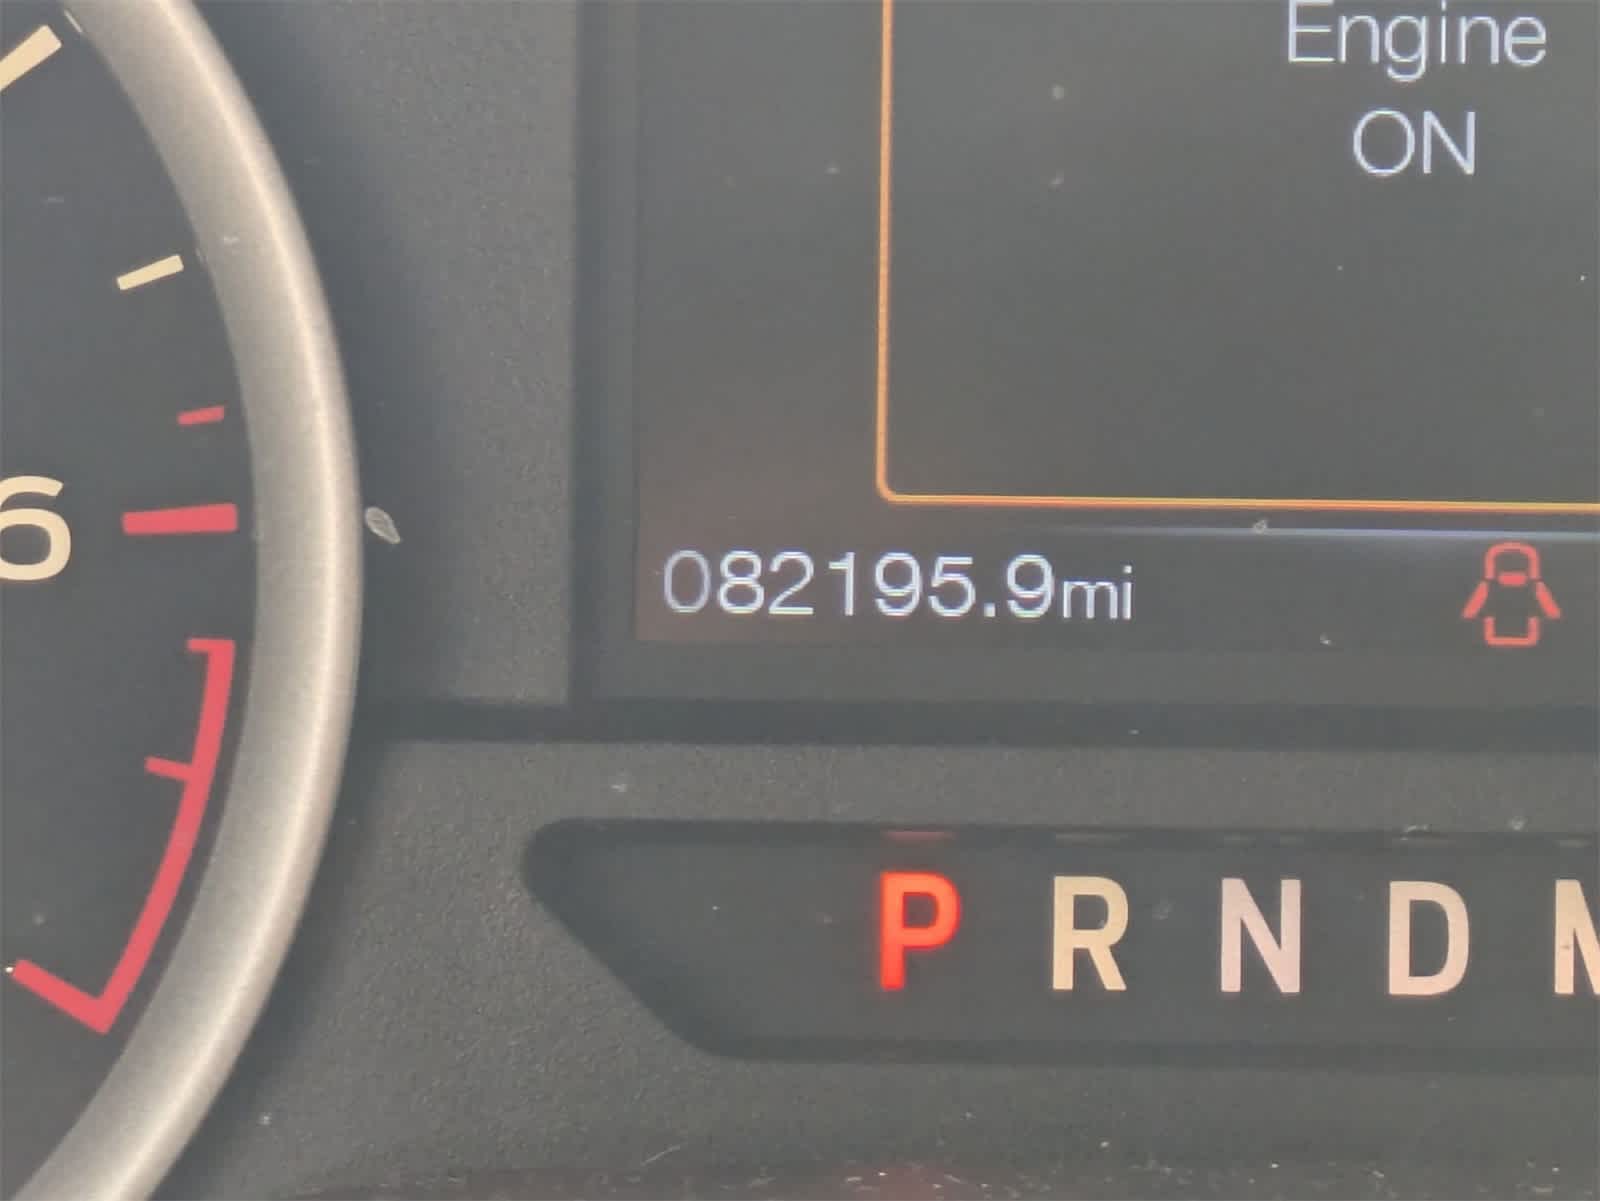 Engine
ON
6
082195.9mi
P R N D M